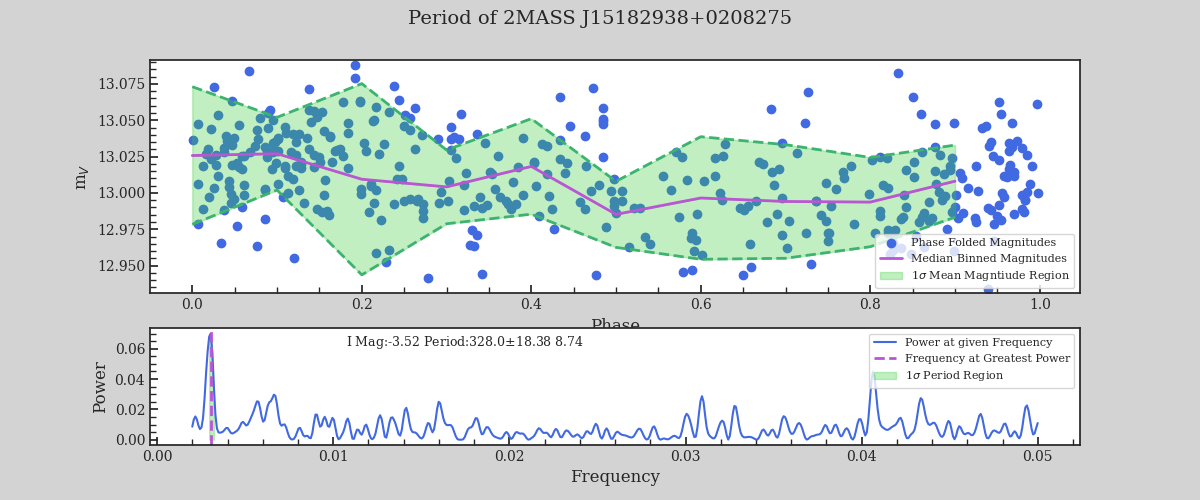 Period of 2MASS J15182938+0208275
13.075
13.050
13.025
13.000
12.975
12.950
m_V
0.0 0.2 0.4 0.6 0.8 1.0
Phase
Phase Folded Magnitudes
Median Binned Magnitudes
1σ Mean Magntiude Region
I Mag:-3.52 Period:328.0±18.38 8.74
Power at given Frequency
Frequency at Greatest Power
1σ Period Region
0.06
0.04
0.02
0.00
Power
0.00 0.01 0.02 0.03 0.04 0.05
Frequency